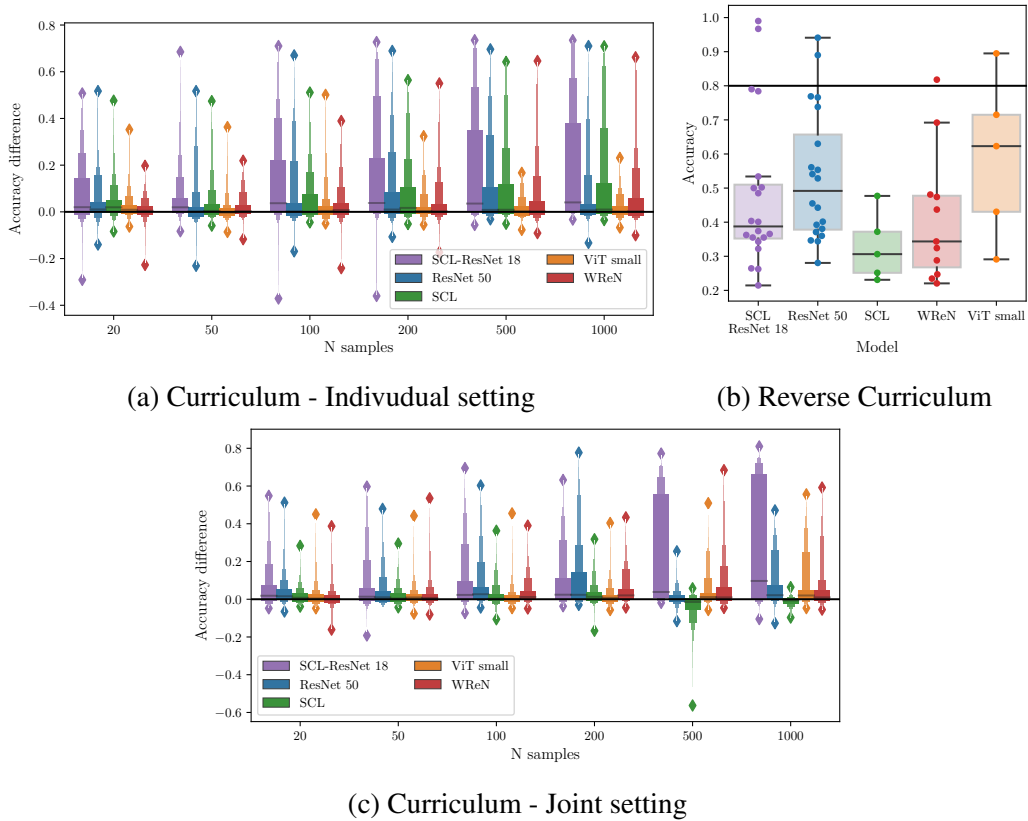 0.8
0.6
0.4
0.2
0.0
−0.2
−0.4
Accuracy difference
SCL-ResNet 18
ResNet 50
SCL
ViT small
WReN
20 50 100 200 500 1000
N samples
(a) Curriculum - Indivudual setting
1.0
0.9
0.8
0.7
0.6
0.5
0.4
0.3
0.2
Accuracy
SCL
ResNet 18
ResNet 50
SCL
WReN
ViT small
Model
(b) Reverse Curriculum
0.8
0.6
0.4
0.2
0.0
−0.2
−0.4
−0.6
Accuracy difference
SCL-ResNet 18
ResNet 50
SCL
ViT small
WReN
20 50 100 200 500 1000
N samples
(c) Curriculum - Joint setting